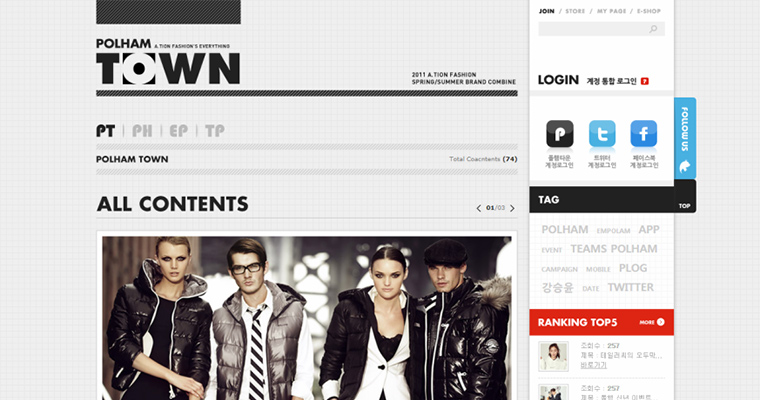 POLHAM A.TION FASHION'S EVERYTHING
TOWN
2011 A.TION FASHION
SPRING/SUMMER BRAND COMBINE
PT | PH | EP | TP
POLHAM TOWN
Total Coacntents (74)
ALL CONTENTS
01/03
JOIN / STORE / MY PAGE / E-SHOP
LOGIN 계정 통합 로그인 ?
P
폴햄타운
계정로그인
t
트위터
계정로그인
f
페이스북
계정로그인
FOLLOW US
TOP
TAG
POLHAM EMPOLAM APP
EVENT TEAMS POLHAM
CAMPAIGN MOBILE PLOG
강승윤 DATE TWITTER
RANKING TOP5 MORE
조회수 : 257
제목 : 데일리치의 오두막...
바로가기
조회수 : 257